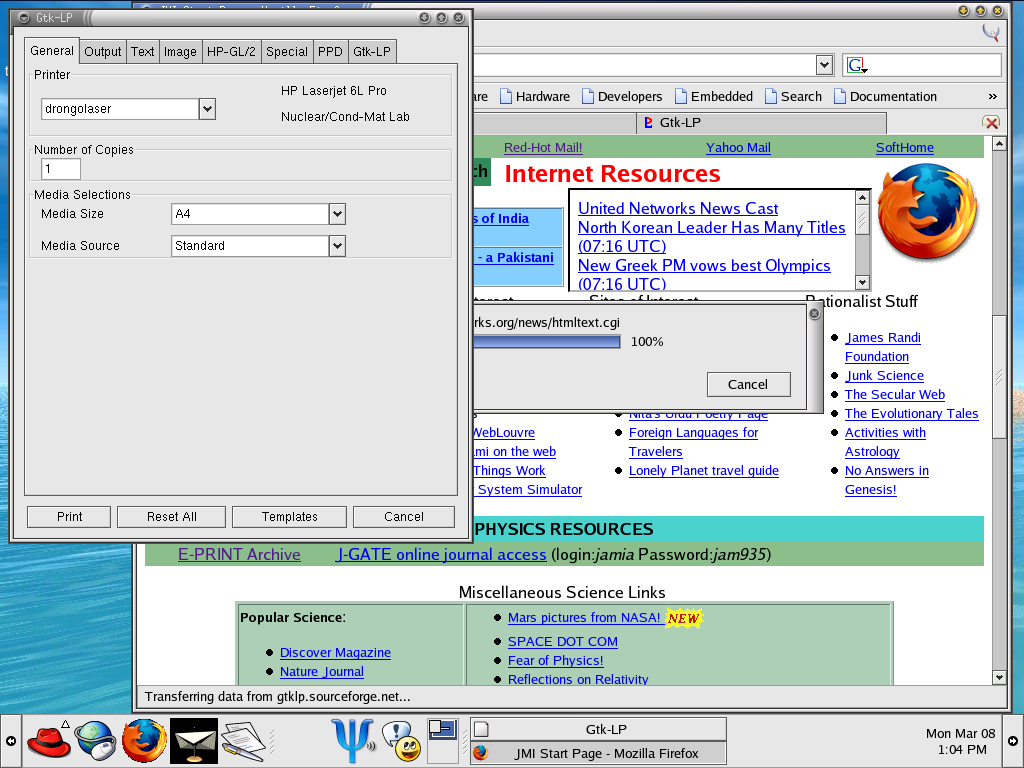 Gtk-LP
General Output Text Image HP-GL/2 Special PPD Gtk-LP
Printer
drongolaser
HP Laserjet 6L Pro
Nuclear/Cond-Mat Lab
Number of Copies
1
Media Selections
Media Size A4
Media Source Standard
Print Reset All Templates Cancel
G
Hardware Developers Embedded Search Documentation »
Gtk-LP
Red-Hot Mail! Yahoo Mail SoftHome
Internet Resources
s of India
- a Pakistani
United Networks News Cast
North Korean Leader Has Many Titles
(07:16 UTC)
New Greek PM vows best Olympics
(07:16 UTC)
Sites of Interest
Rationalist Stuff
rks.org/news/htmltext.cgi
100%
Cancel
James Randi
Foundation
Junk Science
The Secular Web
The Evolutionary Tales
Activities with
Astrology
No Answers in
Genesis!
Nita's Urdu Poetry Page
Foreign Languages for
Travelers
Lonely Planet travel guide
WebLouvre
mi on the web
Things Work
System Simulator
PHYSICS RESOURCES
E-PRINT Archive J-GATE online journal access (login:jamia Password:jam935)
Miscellaneous Science Links
Popular Science:
Discover Magazine
Nature Journal
Mars pictures from NASA! NEW
SPACE DOT COM
Fear of Physics!
Reflections on Relativity
Transferring data from gtklp.sourceforge.net...
Gtk-LP
JMI Start Page - Mozilla Firefox
Mon Mar 08
1:04 PM